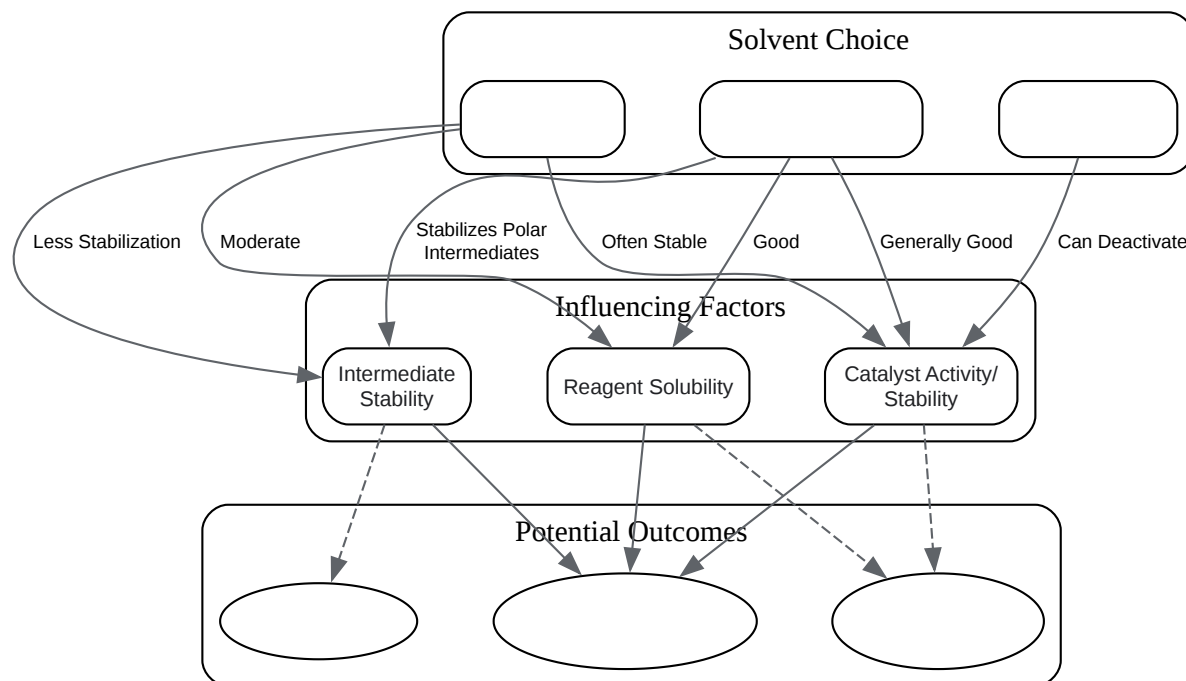 Solvent Choice
Less Stabilization
Moderate
Stabilizes Polar
Intermediates
Often Stable
Good
Generally Good
Can Deactivate
Influencing Factors
Intermediate
Stability
Reagent Solubility
Catalyst Activity/
Stability
Potential Outcomes